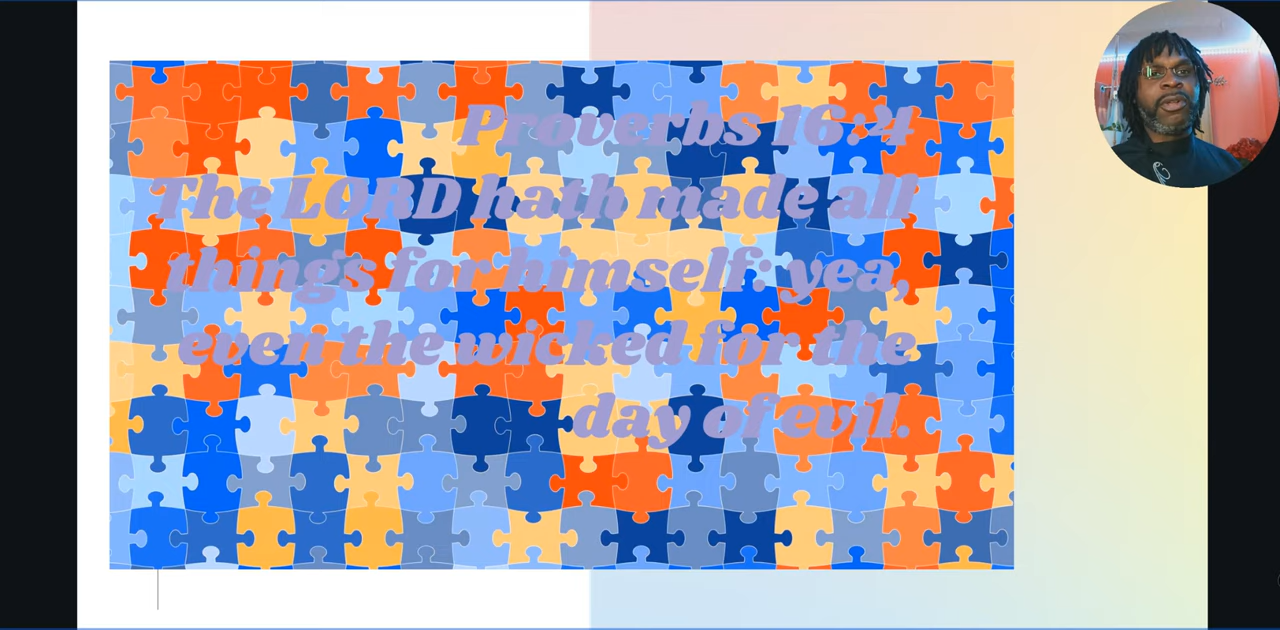 Proverbs 16:4
The LORD hath made all
things for himself: yea,
even the wicked for the
day of evil.